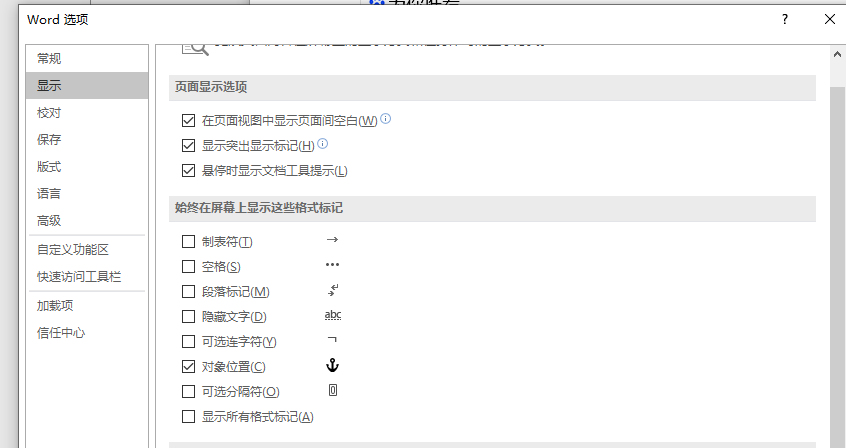 Word 选项
?
常规
显示
校对
保存
版式
语言
高级
自定义功能区
快速访问工具栏
加载项
信任中心
页面显示选项
在页面视图中显示页面间空白(W)
显示突出显示标记(H)
悬停时显示文档工具提示(L)
始终在屏幕上显示这些格式标记
制表符(T)
空格(S)
段落标记(M)
隐藏文字(D) abc
可选连字符(Y)
对象位置(C)
可选分隔符(O)
显示所有格式标记(A)